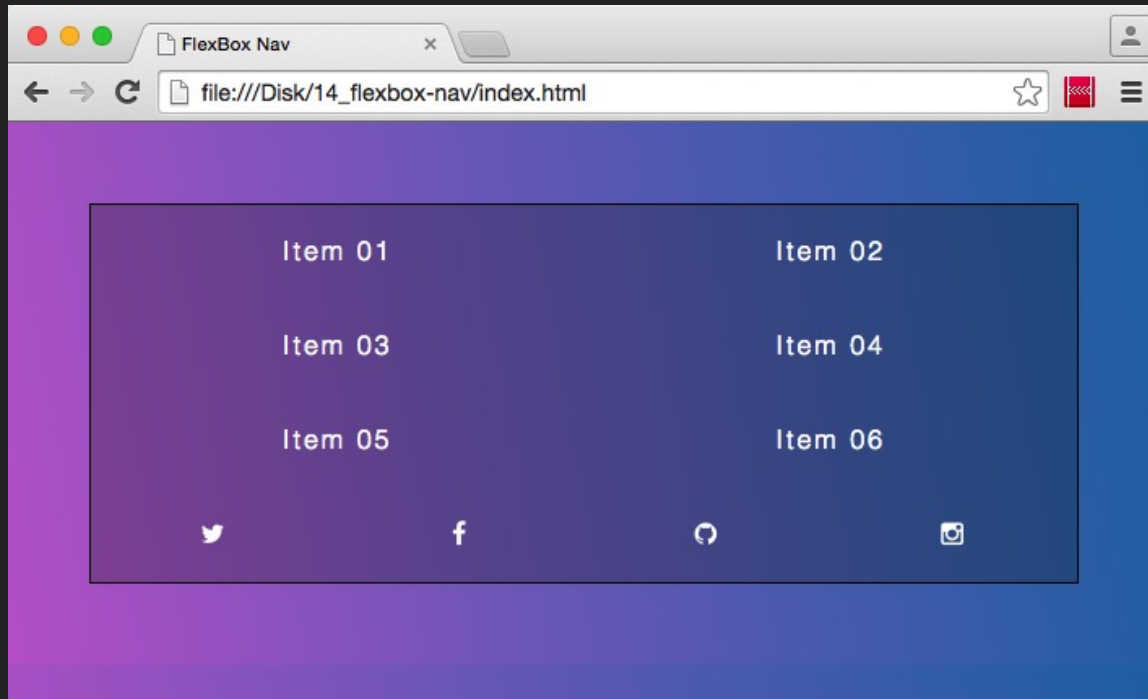 FlexBox Nav
file:///Disk/14_flexbox-nav/index.html
Item 01 Item 02
Item 03 Item 04
Item 05 Item 06